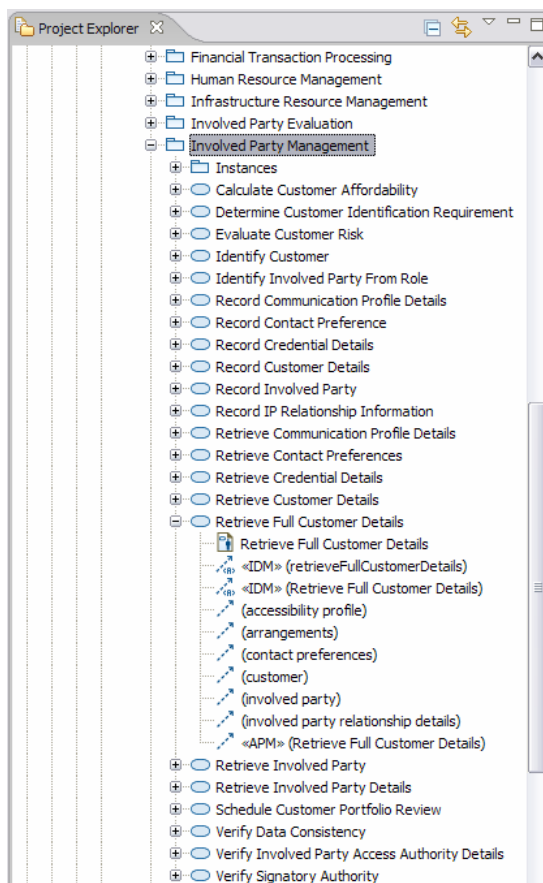 Project Explorer
Financial Transaction Processing
Human Resource Management
Infrastructure Resource Management
Involved Party Evaluation
Involved Party Management
Instances
Calculate Customer Affordability
Determine Customer Identification Requirement
Evaluate Customer Risk
Identify Customer
Identify Involved Party From Role
Record Communication Profile Details
Record Contact Preference
Record Credential Details
Record Customer Details
Record Involved Party
Record IP Relationship Information
Retrieve Communication Profile Details
Retrieve Contact Preferences
Retrieve Credential Details
Retrieve Customer Details
Retrieve Full Customer Details
Retrieve Full Customer Details
«IDM» (retrieveFullCustomerDetails)
«IDM» (Retrieve Full Customer Details)
(accessibility profile)
(arrangements)
(contact preferences)
(customer)
(involved party)
(involved party relationship details)
«APM» (Retrieve Full Customer Details)
Retrieve Involved Party
Retrieve Involved Party Details
Schedule Customer Portfolio Review
Verify Data Consistency
Verify Involved Party Access Authority Details
Verify Signatory Authority